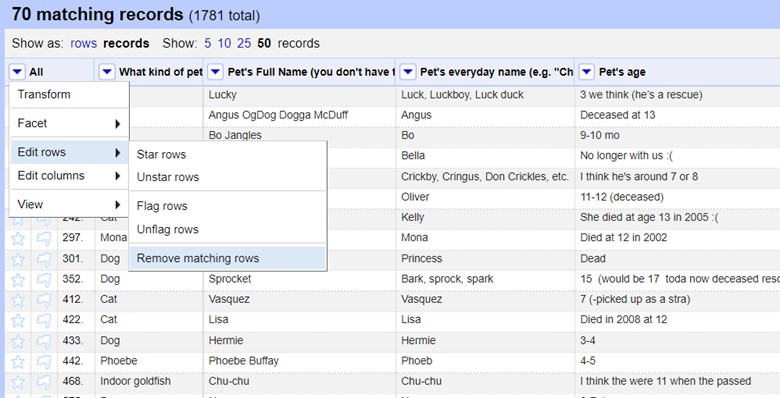 70 matching records (1781 total)
Show as: rows records Show: 5 10 25 50 records
All What kind of pet Pet's Full Name (you don't have t Pet's everyday name (e.g. "Ch Pet's age
Transform Lucky Luck, Luckboy, Luck duck 3 we think (he's a rescue)
Facet Angus OgDog Dogga McDuff Angus Deceased at 13
Bo Jangles Bo 9-10 mo
Edit rows Star rows Bella No longer with us :(
Edit columns Unstar rows Crickby, Cringus, Don Crickles, etc. I think he's around 7 or 8
View Flag rows Oliver 11-12 (deceased)
242. Cat Unflag rows Kelly She died at age 13 in 2005 :(
297. Mona Mona Died at 12 in 2002
301. Dog Remove matching rows Princess Dead
352. Dog Sprocket Bark, sprock, spark 15 (would be 17 toda now deceased resc
412. Cat Vasquez Vasquez 7 (-picked up as a stra)
422. Cat Lisa Lisa Died in 2008 at 12
433. Dog Hermie Hermie 3-4
442. Phoebe Phoebe Buffay Phoeb 4-5
468. Indoor goldfish Chu-chu Chu-chu I think the were 11 when the passed